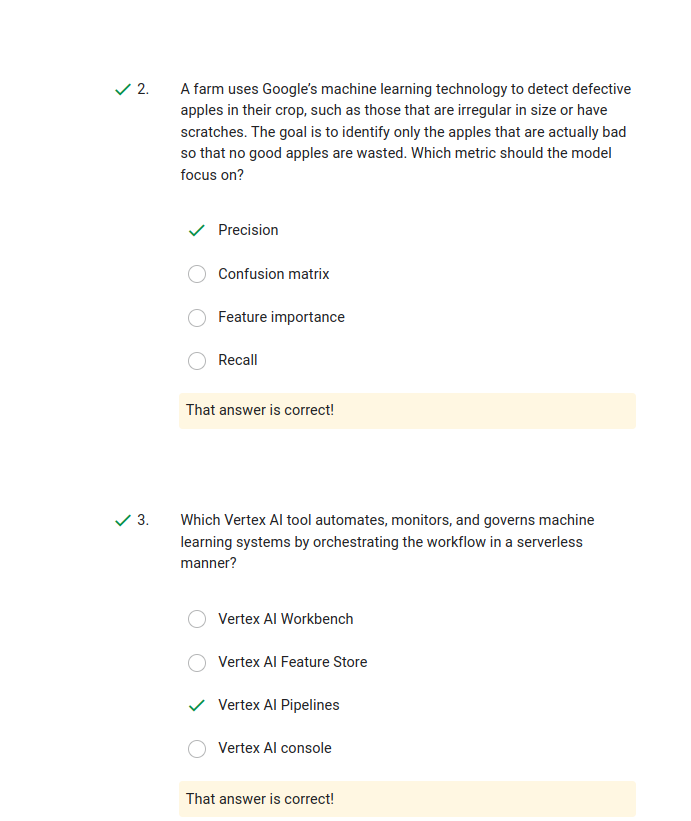 2.
A farm uses Google’s machine learning technology to detect defective
apples in their crop, such as those that are irregular in size or have
scratches. The goal is to identify only the apples that are actually bad
so that no good apples are wasted. Which metric should the model
focus on?
Precision
Confusion matrix
Feature importance
Recall
That answer is correct!
3.
Which Vertex AI tool automates, monitors, and governs machine
learning systems by orchestrating the workflow in a serverless
manner?
Vertex AI Workbench
Vertex AI Feature Store
Vertex AI Pipelines
Vertex AI console
That answer is correct!